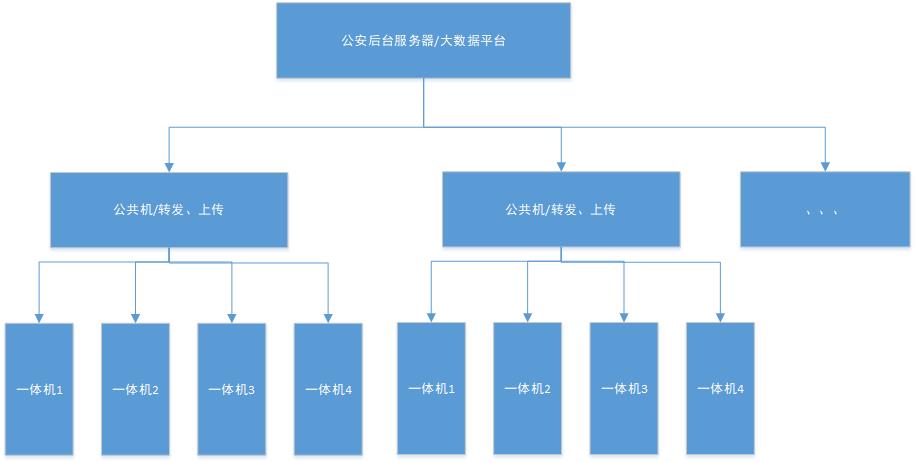 公安后台服务器/大数据平台
公共机/转发、上传
公共机/转发、上传
、、、
一体机1
一体机2
一体机3
一体机4
一体机1
一体机2
一体机3
一体机4